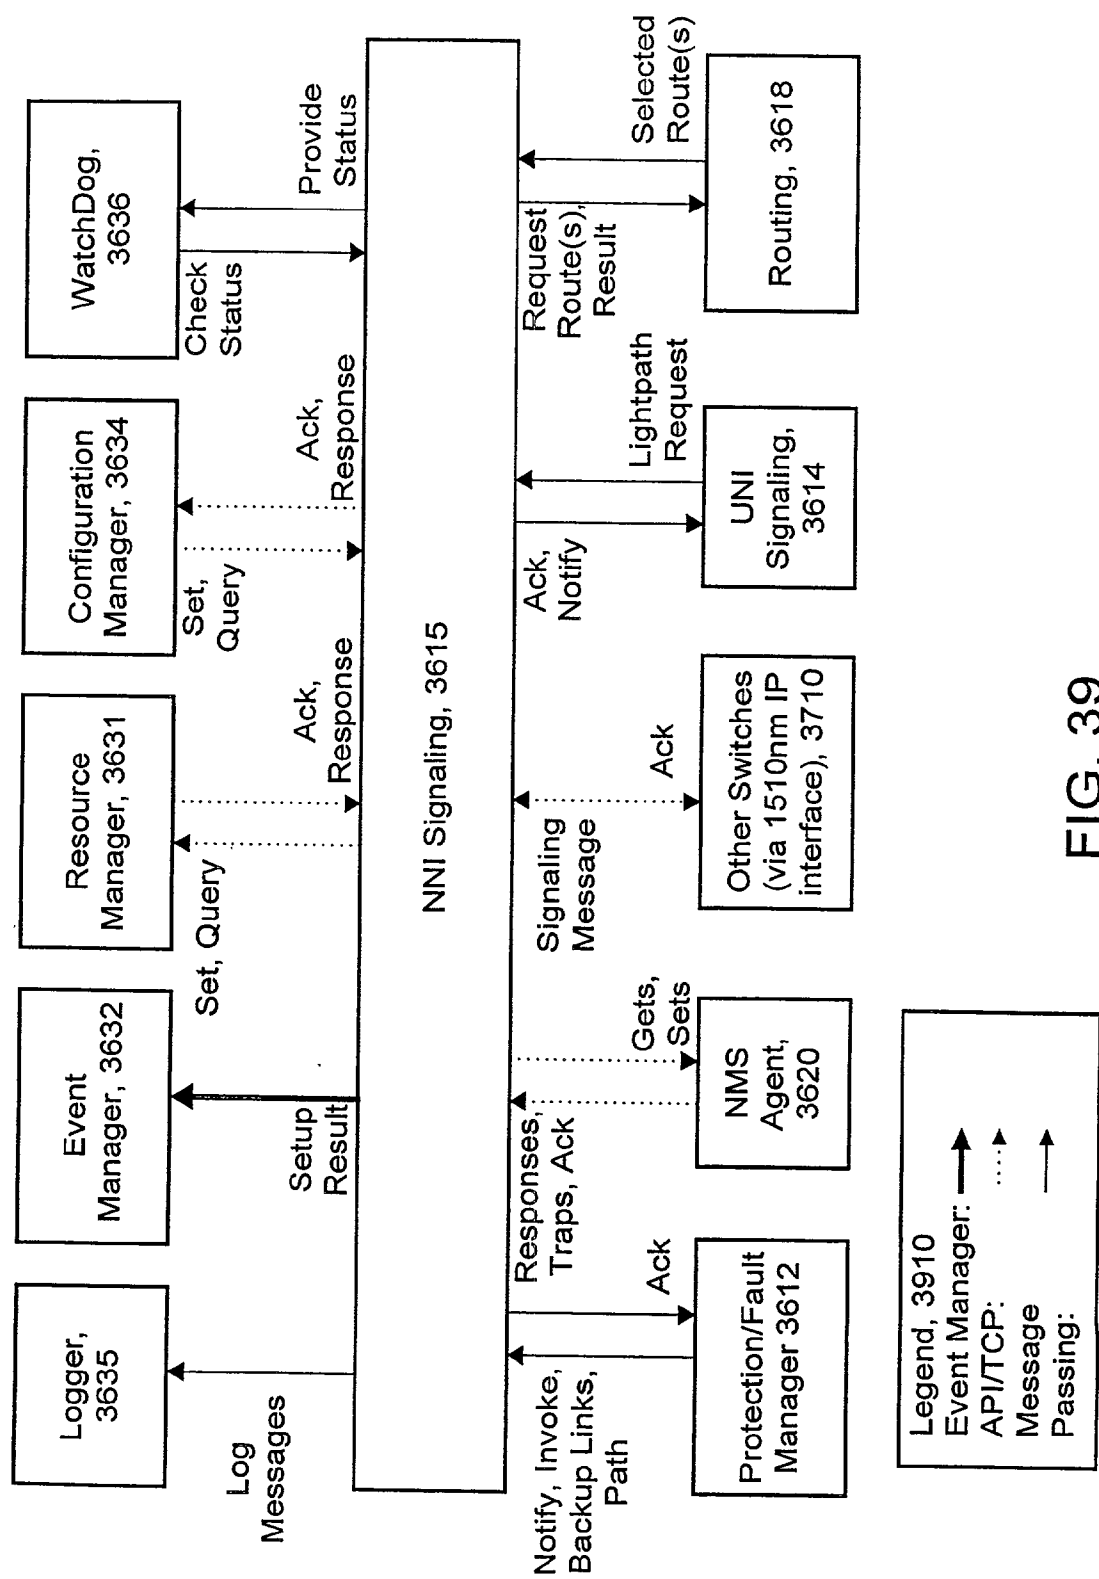 Logger,
3635
Event
Manager, 3632
Resource
Manager, 3631
Configuration
Manager, 3634
WatchDog,
3636
Log
Messages
Setup
Result
Set, Query
Ack,
Response
Set,
Query
Ack,
Response
Check
Status
Provide
Status
NNI Signaling, 3615
Notify, Invoke,
Backup Links,
Path
Ack
Responses,
Traps, Ack
Gets,
Sets
Signaling
Message
Ack
Ack,
Notify
Lightpath
Request
Request
Route(s),
Result
Selected
Route(s)
Protection/Fault
Manager 3612
NMS
Agent,
3620
Other Switches
(via 1510nm IP
interface), 3710
UNI
Signaling,
3614
Routing, 3618
Legend, 3910
Event Manager:
API/TCP:
Message
Passing:
FIG. 39